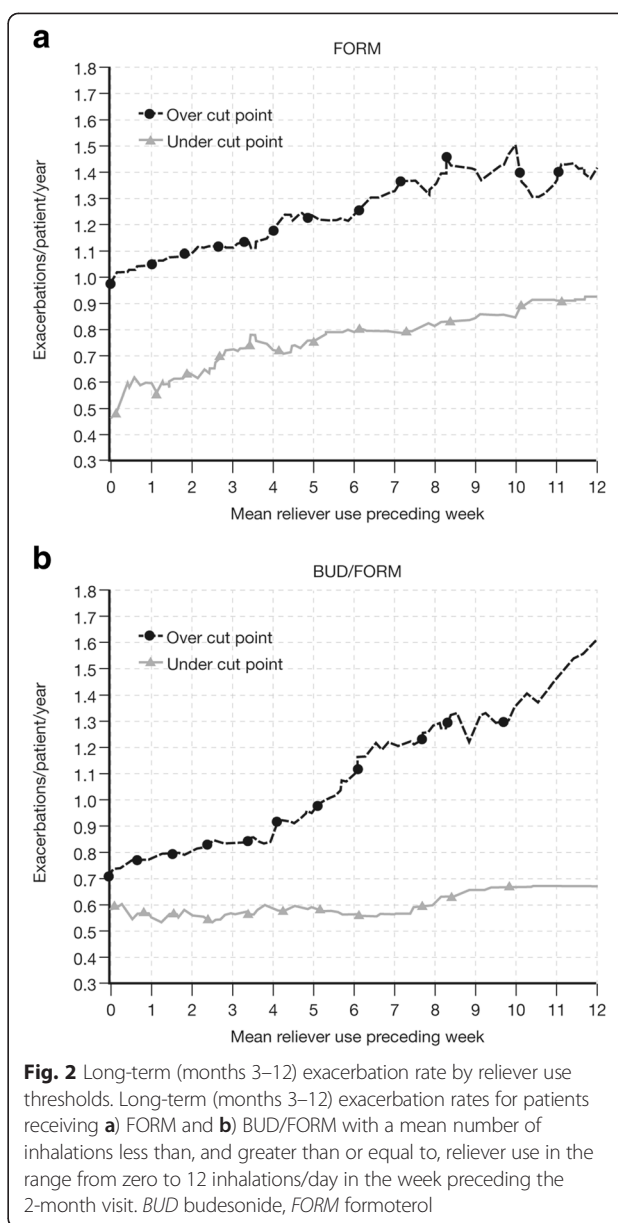 a
FORM
1.8
1.7
1.6
1.5
1.4
1.3
1.2
1.1
1.0
0.9
0.8
0.7
0.6
0.5
0.4
0.3
Exacerbations/patient/year
Over cut point
Under cut point
0 1 2 3 4 5 6 7 8 9 10 11 12
Mean reliever use preceding week
b
BUD/FORM
1.8
1.7
1.6
1.5
1.4
1.3
1.2
1.1
1.0
0.9
0.8
0.7
0.6
0.5
0.4
0.3
Exacerbations/patient/year
Over cut point
Under cut point
0 1 2 3 4 5 6 7 8 9 10 11 12
Mean reliever use preceding week
Fig. 2 Long-term (months 3–12) exacerbation rate by reliever use
thresholds. Long-term (months 3–12) exacerbation rates for patients
receiving a) FORM and b) BUD/FORM with a mean number of
inhalations less than, and greater than or equal to, reliever use in the
range from zero to 12 inhalations/day in the week preceding the
2-month visit. BUD budesonide, FORM formoterol